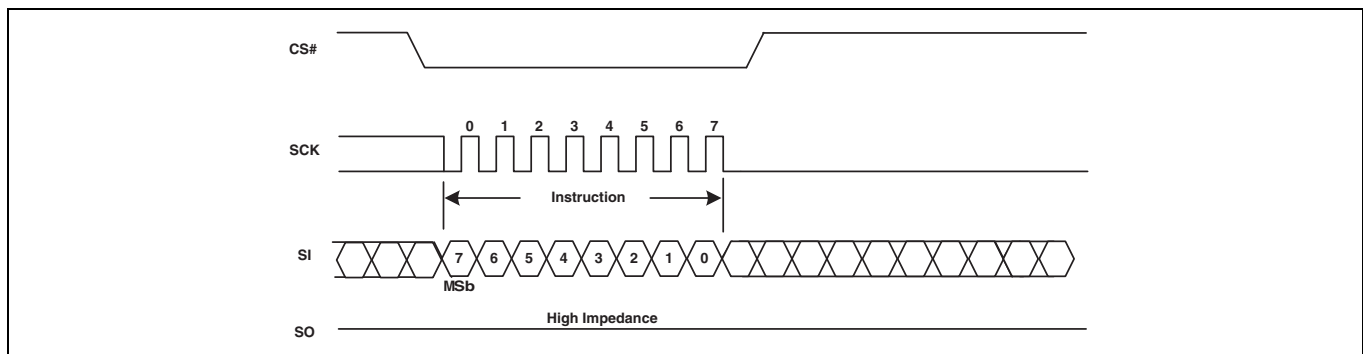 CS#
0 1 2 3 4 5 6 7
SCK
Instruction
SI
7 6 5 4 3 2 1 0
MSb
High Impedance
SO